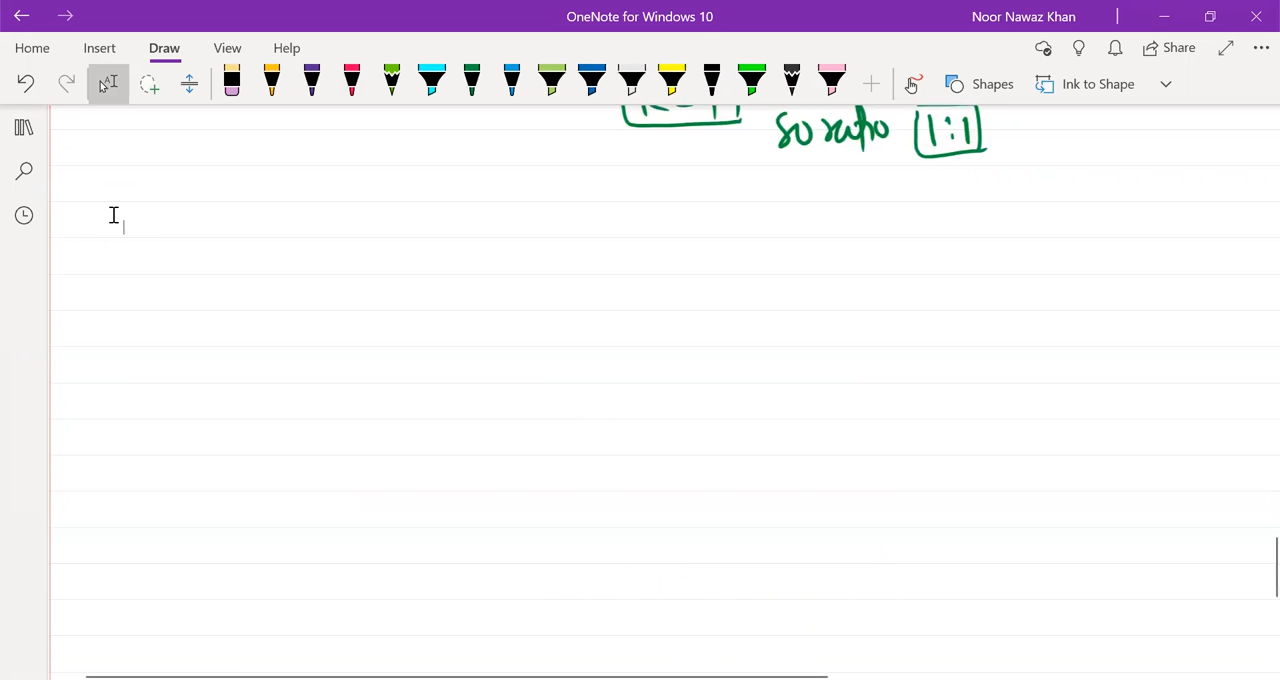 OneNote for Windows 10
Noor Nawaz Khan
Home Insert Draw View Help
Share
Shapes
Ink to Shape
so ratio 1:1